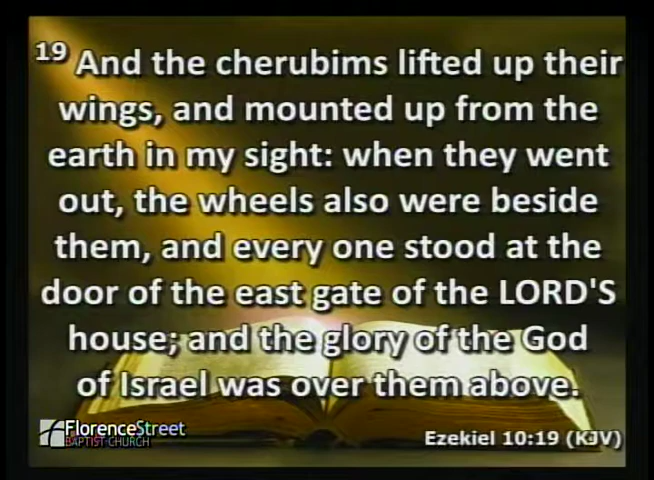 19 And the cherubims lifted up their
wings, and mounted up from the
earth in my sight: when they went
out, the wheels also were beside
them, and every one stood at the
door of the east gate of the LORD'S
house; and the glory of the God
of Israel was over them above.
FlorenceStreet
BAPTIST CHURCH
Ezekiel 10:19 (KJV)